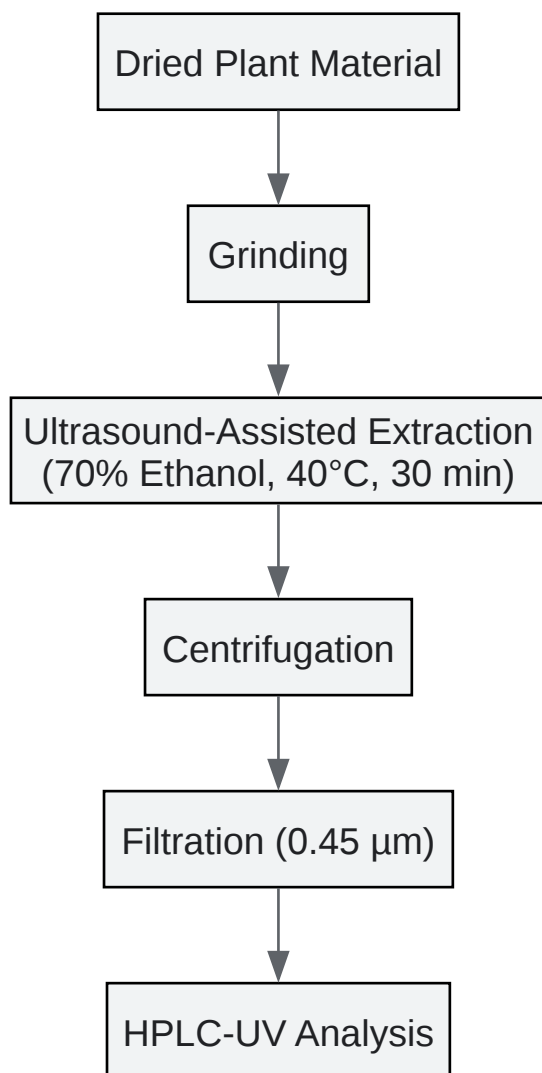 Dried Plant Material
Grinding
Ultrasound-Assisted Extraction
(70% Ethanol, 40°C, 30 min)
Centrifugation
Filtration (0.45 µm)
HPLC-UV Analysis